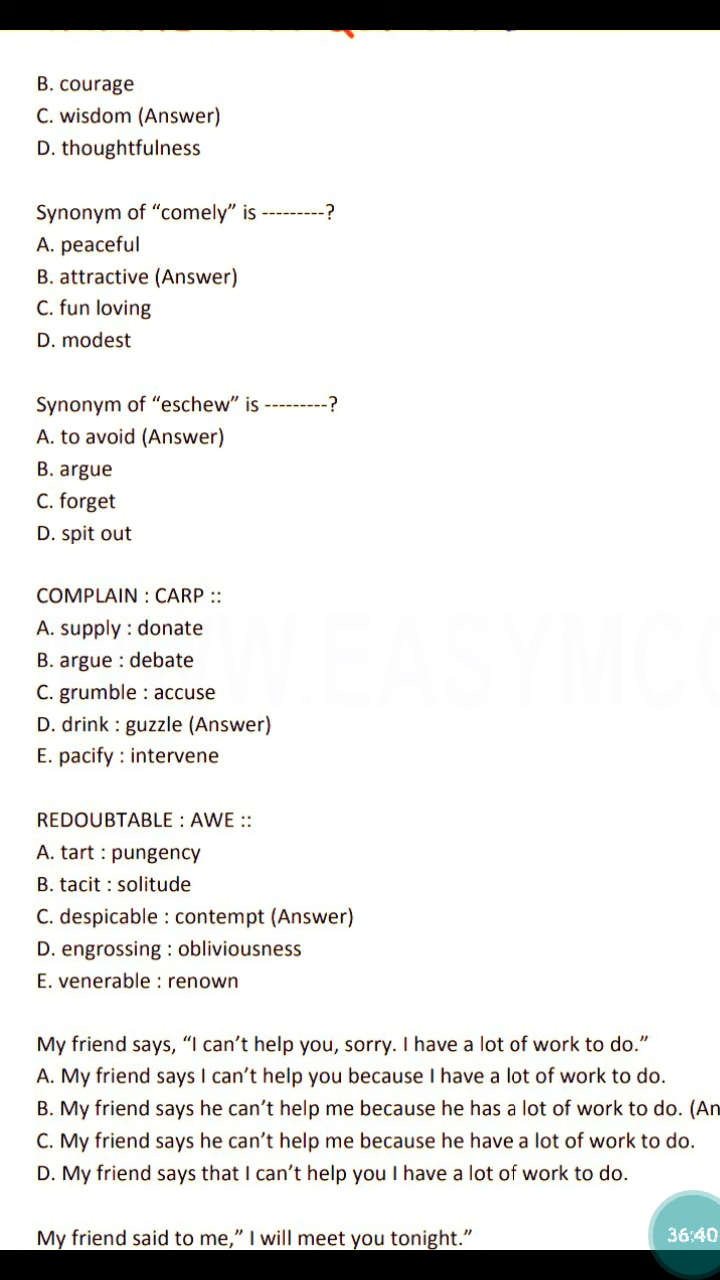 B. courage
C. wisdom (Answer)
D. thoughtfulness
Synonym of “comely” is ---------?
A. peaceful
B. attractive (Answer)
C. fun loving
D. modest
Synonym of “eschew” is ---------?
A. to avoid (Answer)
B. argue
C. forget
D. spit out
COMPLAIN : CARP ::
A. supply : donate
B. argue : debate
C. grumble : accuse
D. drink : guzzle (Answer)
E. pacify : intervene
REDOUBTABLE : AWE ::
A. tart : pungency
B. tacit : solitude
C. despicable : contempt (Answer)
D. engrossing : obliviousness
E. venerable : renown
My friend says, “I can’t help you, sorry. I have a lot of work to do.”
A. My friend says I can’t help you because I have a lot of work to do.
B. My friend says he can’t help me because he has a lot of work to do. (An
C. My friend says he can’t help me because he have a lot of work to do.
D. My friend says that I can’t help you I have a lot of work to do.
My friend said to me,” I will meet you tonight.”
36:40